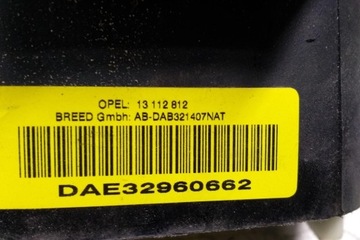 OPEL: 13 112 812
BREED Gmbh: AB-DAB321407NAT
DAE32960662